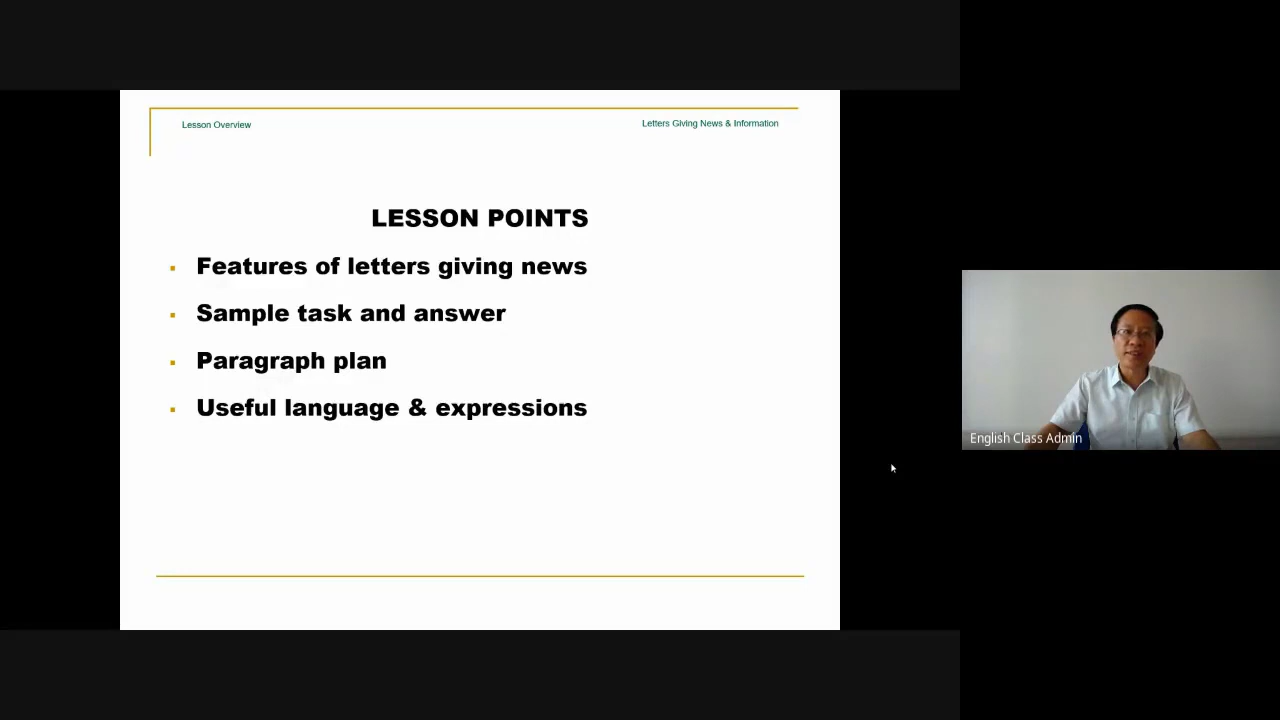 Lesson Overview
Letters Giving News & Information
LESSON POINTS
Features of letters giving news
Sample task and answer
Paragraph plan
Useful language & expressions
English Class Admin